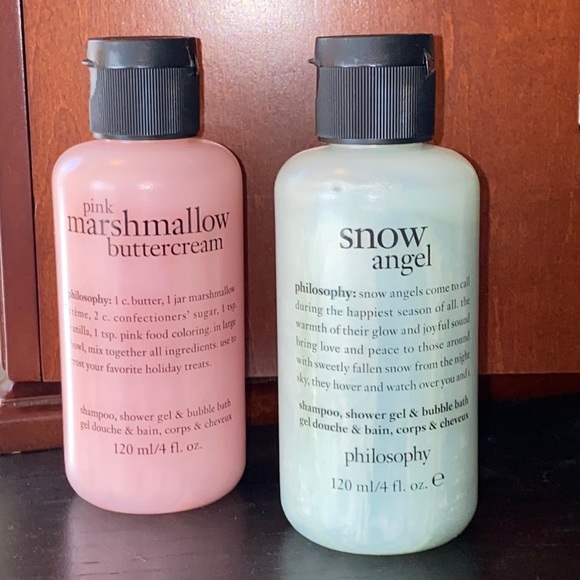 pink
marshmallow
buttercream
philosophy: 1 c. butter, 1 jar marshmallow
crème, 2 c. confectioners' sugar, 1 tsp.
vanilla, 1 tsp. pink food coloring. in large
bowl, mix together all ingredients. use to
frost your favorite holiday treats.
shampoo, shower gel & bubble bath
gel douche & bain, corps & cheveux
120 ml/4 fl. oz.
snow
angel
philosophy: snow angels come to call
during the happiest season of all. the
warmth of their glow and joyful sound
bring love and peace to those around.
with sweetly fallen snow from the night
sky, they hover and watch over you and
shampoo, shower gel & bubble bath
gel douche & bain, corps & cheveux
philosophy
120 ml/4 fl. oz. ℮